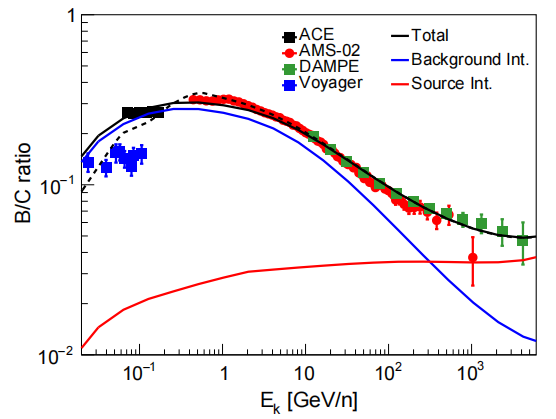 1
ACE
AMS-02
DAMPE
Voyager
Total
Background Int.
Source Int.
B/C ratio
10⁻¹
10⁻²
10⁻¹ 1 10 10² 10³
Eₖ [GeV/n]